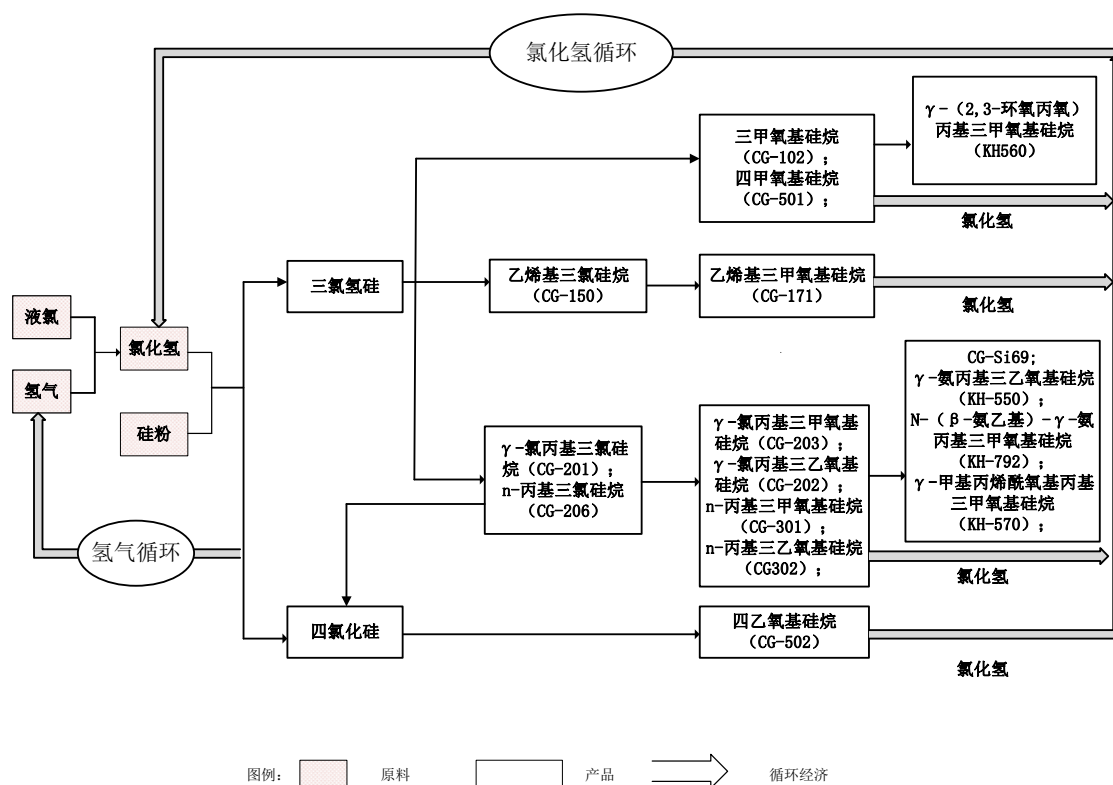 氯化氢循环
γ-（2,3-环氧丙氧）
丙基三甲氧基硅烷
（KH560）
三甲氧基硅烷
（CG-102）；
四甲氧基硅烷
（CG-501）；
氯化氢
三氯氢硅
乙烯基三氯硅烷
（CG-150）
乙烯基三甲氧基硅烷
（CG-171）
氯化氢
液氯
氯化氢
氢气
硅粉
CG-Si69;
γ-氨丙基三乙氧基硅烷
（KH-550）；
N-（β-氨乙基）-γ-氨
丙基三甲氧基硅烷
（KH-792）；
γ-甲基丙烯酰氧基丙基
三甲氧基硅烷
（KH-570）；
γ-氯丙基三氯硅
烷（CG-201）；
n-丙基三氯硅烷
（CG-206）
γ-氯丙基三甲氧基
硅烷（CG-203）；
γ-氯丙基三乙氧基
硅烷（CG-202）；
n-丙基三甲氧基硅烷
（CG-301）；
n-丙基三乙氧基硅烷
（CG302）；
氯化氢
氢气循环
四氯化硅
四乙氧基硅烷
（CG-502）
氯化氢
图例： 原料 产品 循环经济